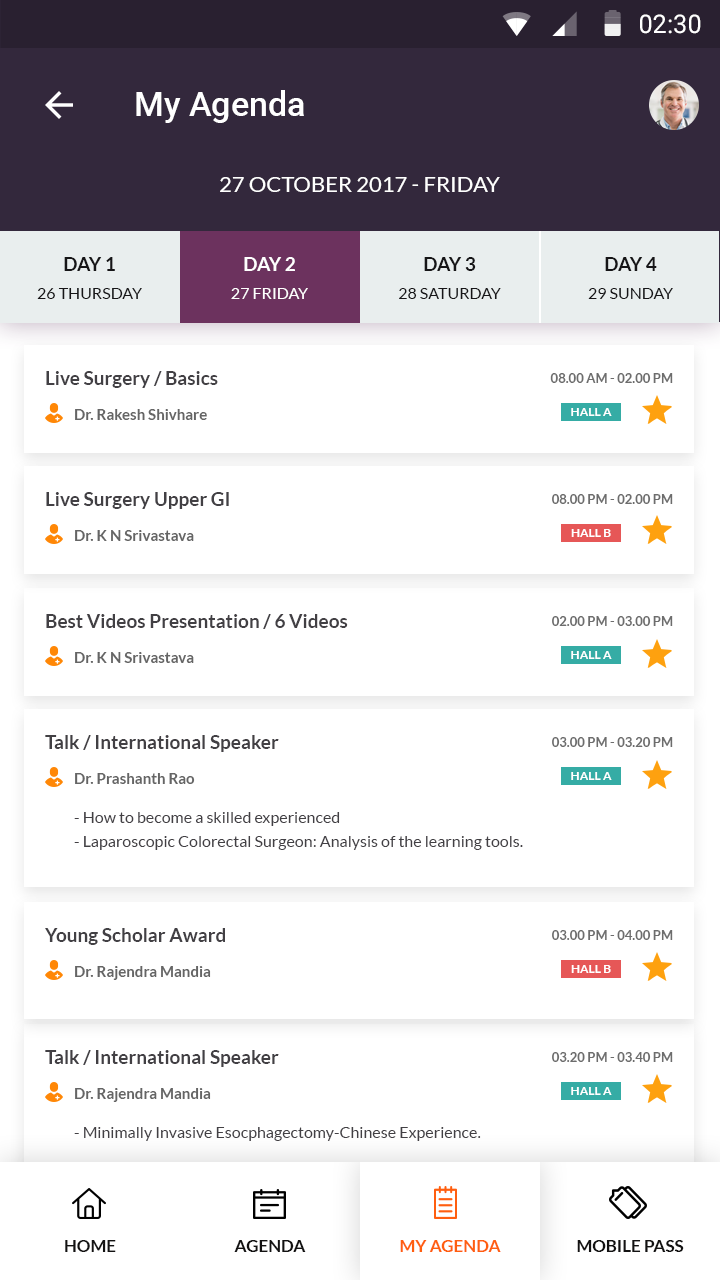 02:30
My Agenda
27 OCTOBER 2017 - FRIDAY
DAY 1 DAY 2 DAY 3 DAY 4
26 THURSDAY 27 FRIDAY 28 SATURDAY 29 SUNDAY
Live Surgery / Basics 08.00 AM - 02.00 PM
Dr. Rakesh Shivhare HALL A
Live Surgery Upper GI 08.00 PM - 02.00 PM
Dr. K N Srivastava HALL B
Best Videos Presentation / 6 Videos 02.00 PM - 03.00 PM
Dr. K N Srivastava HALL A
Talk / International Speaker 03.00 PM - 03.20 PM
Dr. Prashanth Rao HALL A
- How to become a skilled experienced
- Laparoscopic Colorectal Surgeon: Analysis of the learning tools.
Young Scholar Award 03.00 PM - 04.00 PM
Dr. Rajendra Mandia HALL B
Talk / International Speaker 03.20 PM - 03.40 PM
Dr. Rajendra Mandia HALL A
- Minimally Invasive Esocphagectomy-Chinese Experience.
HOME AGENDA MY AGENDA MOBILE PASS